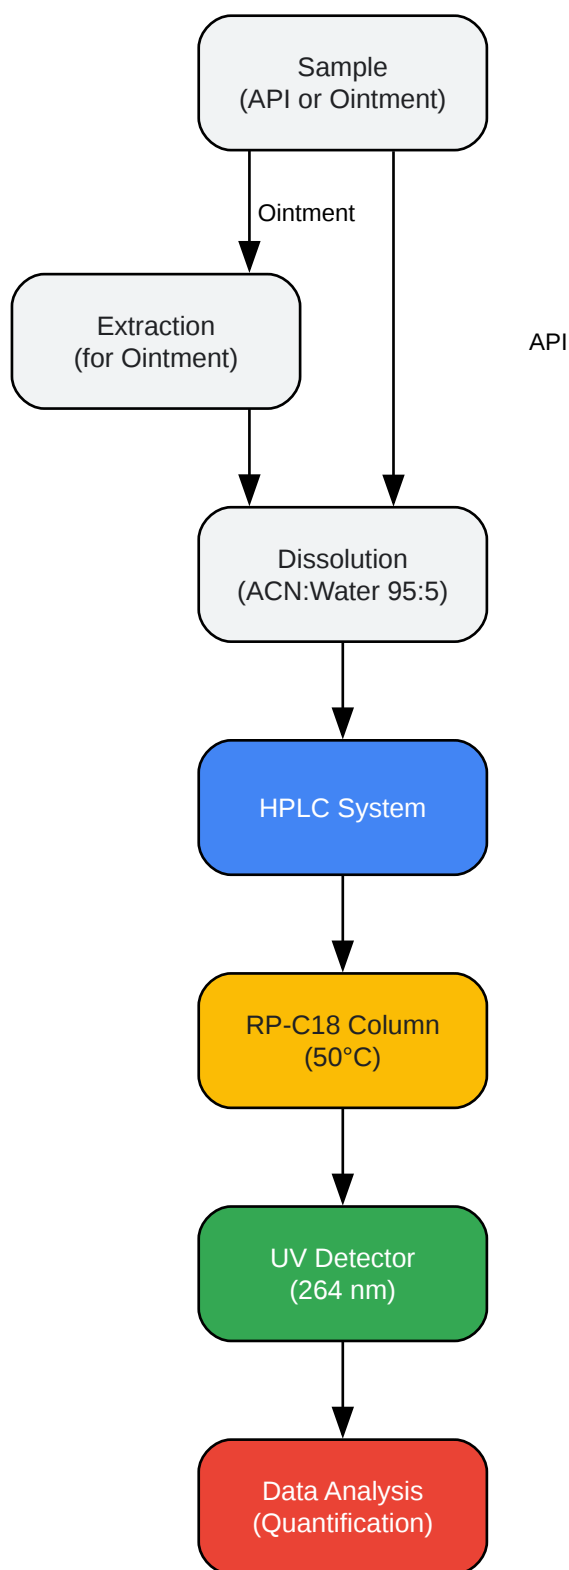 Sample
(API or Ointment)
Ointment
Extraction
(for Ointment)
API
Dissolution
(ACN:Water 95:5)
HPLC System
RP-C18 Column
(50°C)
UV Detector
(264 nm)
Data Analysis
(Quantification)